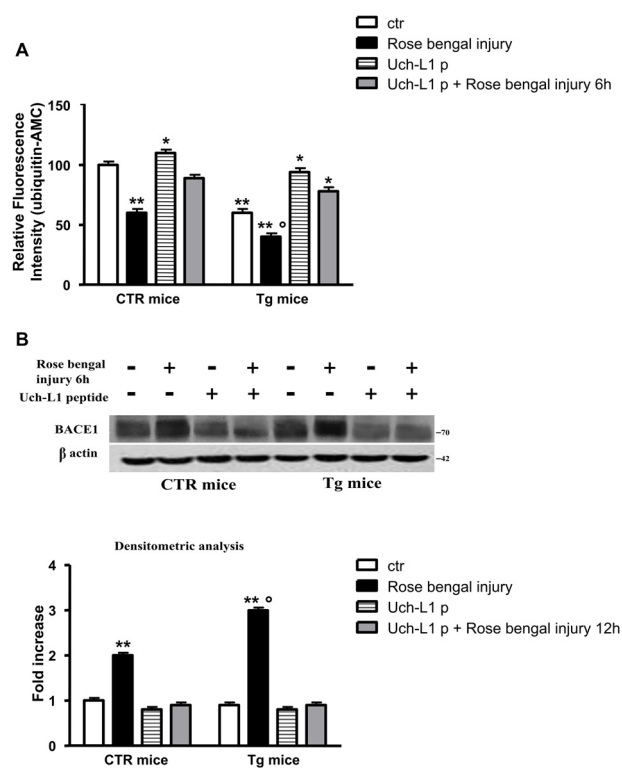 A
ctr
Rose bengal injury
Uch-L1 p
Uch-L1 p + Rose bengal injury 6h
Relative Fluorescence
Intensity (ubiquitin-AMC)
150
100
50
0
*
**
**
** °
*
*
CTR mice
Tg mice
B
Rose bengal
injury 6h
- + - + - + - +
Uch-L1 peptide
- - + + - - + +
BACE1
-70
β actin
-42
CTR mice
Tg mice
Densitometric analysis
ctr
Rose bengal injury
Uch-L1 p
Uch-L1 p + Rose bengal injury 12h
Fold increase
4
3
2
1
0
**
** °
CTR mice
Tg mice